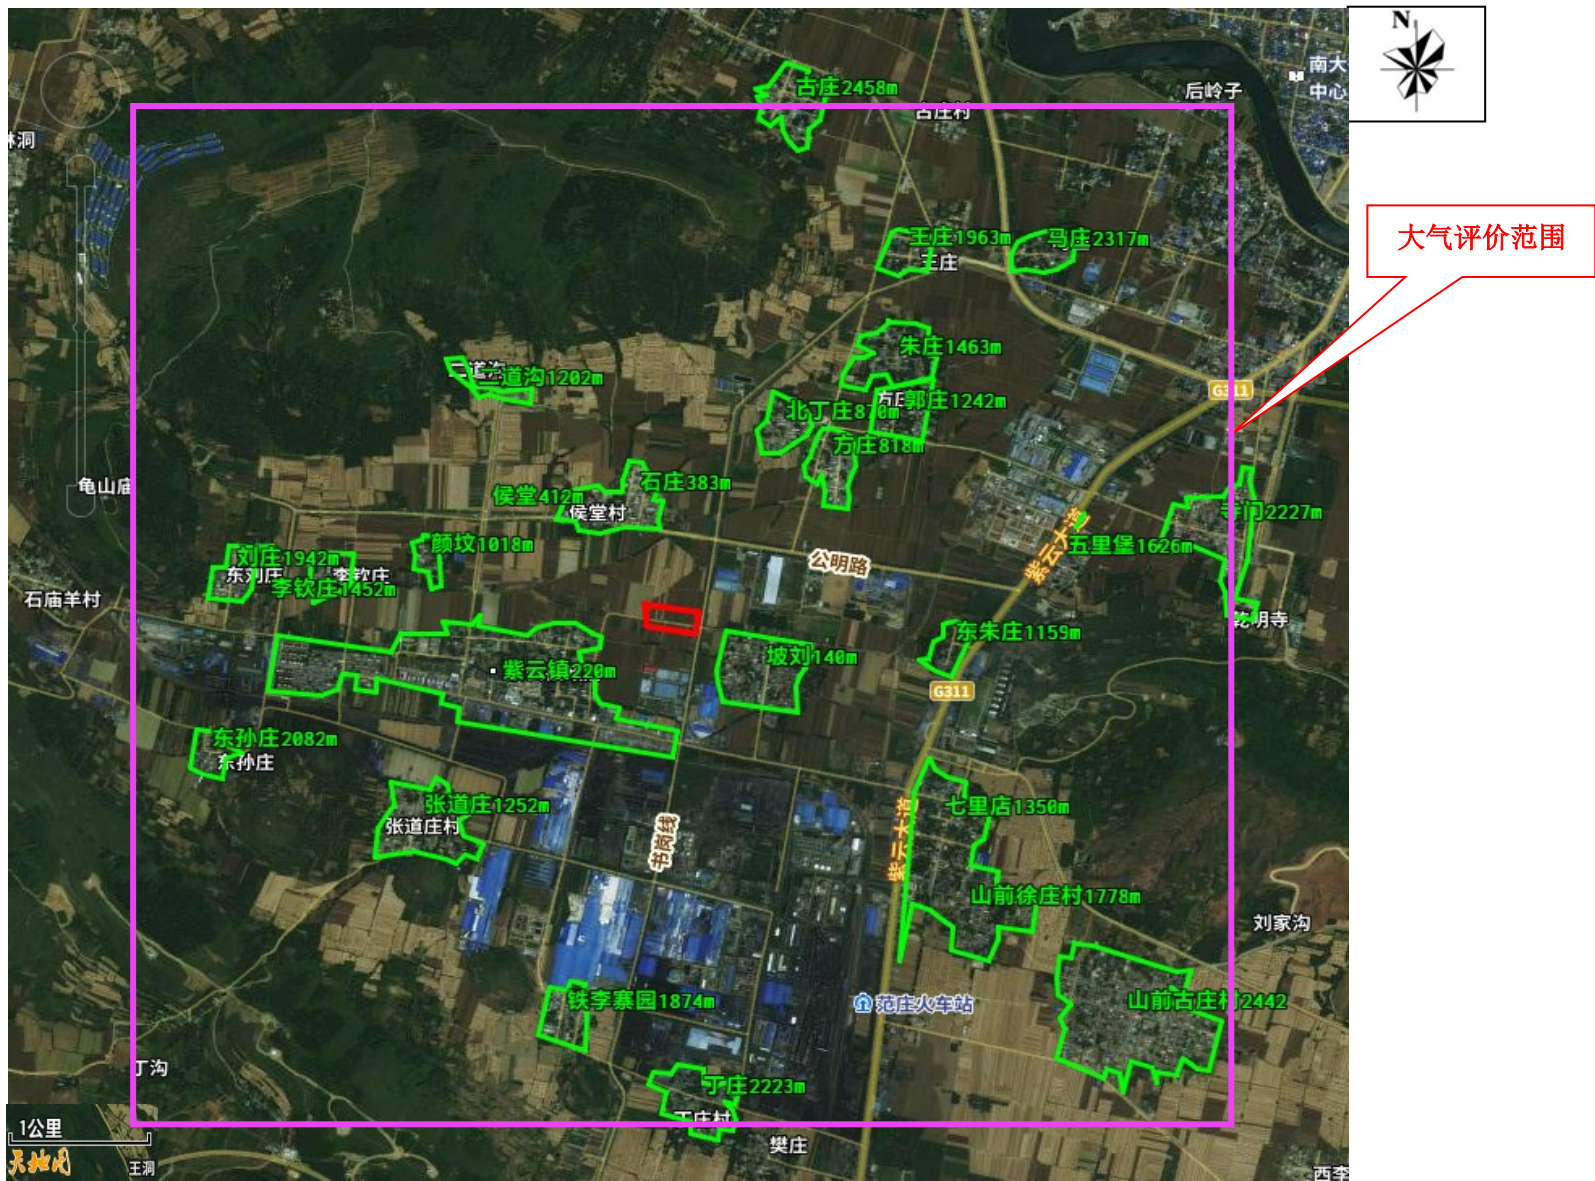 N
南大
中心
后岭子
古庄2458m
古庄村
林洞
大气评价范围
王庄1963m
马庄2317m
王庄
朱庄1463m
二道沟1202m
G311
郭庄1242m
北丁庄870m
方庄818m
龟山庙
石庄383m
侯堂412m
侯堂村
寺门2227m
颜坟1018m
五里堡1626m
紫云大道
公明路
刘庄1942m
东刘庄
李钦庄
李钦庄1452m
石庙羊村
乾明寺
东朱庄1159m
坡刘140m
紫云镇220m
G311
东孙庄2082m
东孙庄
张道庄1252m
张道庄村
七里店1350m
紫云大道
书岗线
山前徐庄村1778m
刘家沟
铁李寨园1874m
范庄火车站
山前古庄村2442
丁沟
丁庄2223m
丁庄村
1公里
樊庄
天地图
王洞
西李